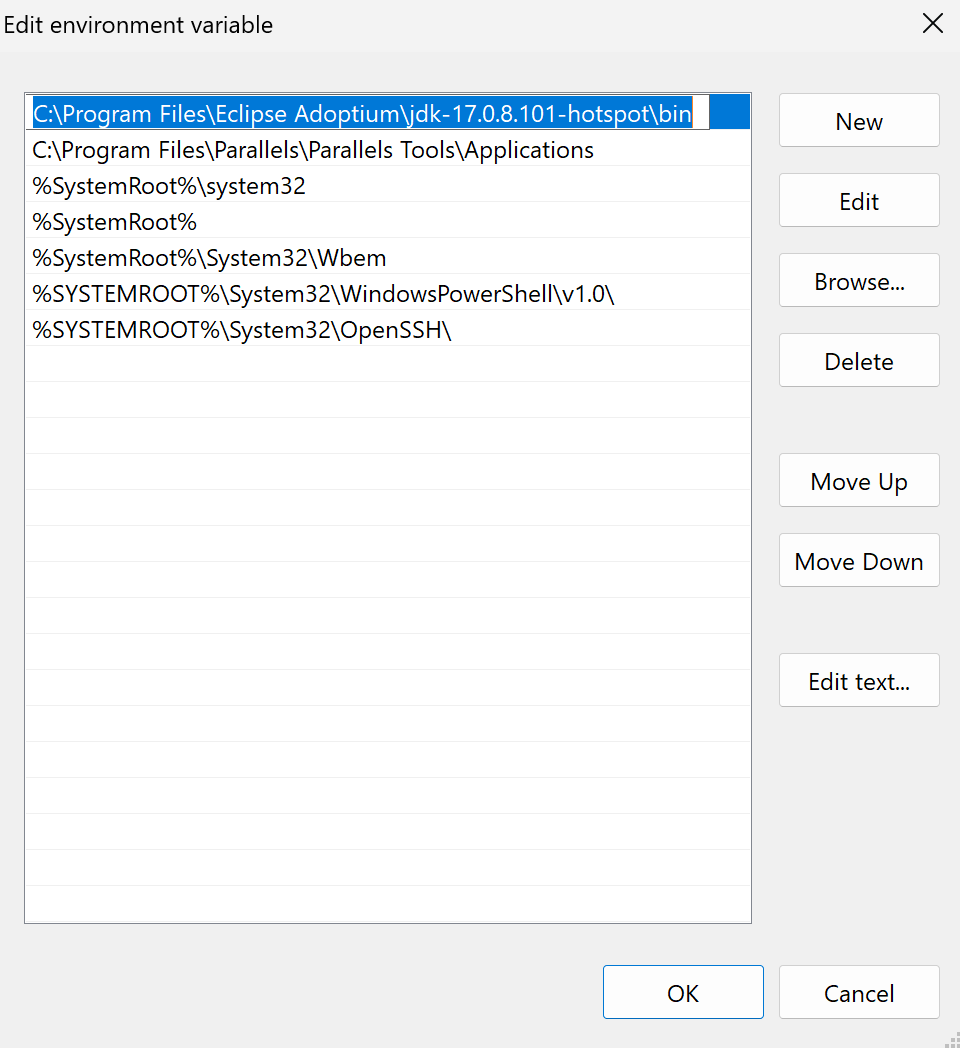 Edit environment variable
C:\Program Files\Eclipse Adoptium\jdk-17.0.8.101-hotspot\bin
C:\Program Files\Parallels\Parallels Tools\Applications
%SystemRoot%\system32
%SystemRoot%
%SystemRoot%\System32\Wbem
%SYSTEMROOT%\System32\WindowsPowerShell\v1.0\
%SYSTEMROOT%\System32\OpenSSH\
New
Edit
Browse...
Delete
Move Up
Move Down
Edit text...
OK
Cancel